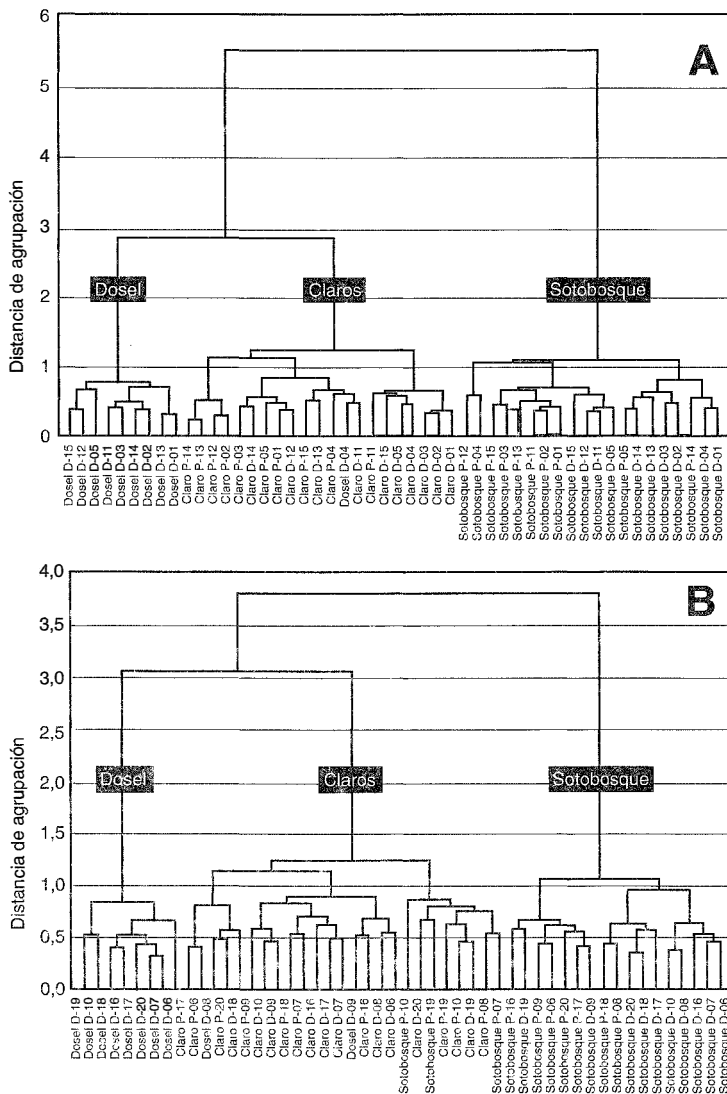 A
6
5
4
3
2
1
0
Distancia de agrupación
Dosel
Claros
Sotobosque
Dosel D-15
Dosel D-12
Dosel D-05
Dosel D-11
Dosel D-03
Dosel D-14
Dosel D-02
Dosel D-13
Dosel D-01
Claro P-14
Claro P-13
Claro P-12
Claro P-02
Claro P-03
Claro D-14
Claro P-05
Claro P-01
Claro D-12
Claro P-15
Claro D-13
Claro P-04
Dosel D-04
Claro D-11
Claro P-11
Claro D-15
Claro D-05
Claro D-04
Claro D-03
Claro D-02
Claro D-01
Sotobosque P-12
Sotobosque P-04
Sotobosque P-15
Sotobosque P-03
Sotobosque P-13
Sotobosque P-11
Sotobosque P-02
Sotobosque P-01
Sotobosque D-15
Sotobosque D-12
Sotobosque D-11
Sotobosque D-05
Sotobosque P-05
Sotobosque D-14
Sotobosque D-13
Sotobosque D-03
Sotobosque D-02
Sotobosque P-14
Sotobosque D-04
Sotobosque D-01
B
4,0
3,5
3,0
2,5
2,0
1,5
1,0
0,5
0,0
Distancia de agrupación
Dosel
Claros
Sotobosque
Dosel D-19
Dosel D-10
Dosel D-18
Dosel D-16
Dosel D-17
Dosel D-20
Dosel D-07
Dosel D-06
Claro P-17
Claro P-06
Dosel D-08
Claro P-20
Claro D-18
Claro P-09
Claro D-10
Claro D-09
Claro P-18
Claro P-07
Claro D-16
Claro D-17
Claro D-07
Dosel D-09
Claro P-16
Claro D-08
Claro D-06
Sotobosque P-10
Claro D-20
Sotobosque P-19
Claro P-19
Claro P-10
Claro D-19
Claro P-08
Sotobosque P-07
Sotobosque P-16
Sotobosque D-19
Sotobosque P-09
Sotobosque P-06
Sotobosque P-20
Sotobosque P-17
Sotobosque D-09
Sotobosque P-18
Sotobosque P-08
Sotobosque D-20
Sotobosque D-18
Sotobosque D-17
Sotobosque D-10
Sotobosque D-08
Sotobosque D-16
Sotobosque D-07
Sotobosque D-06